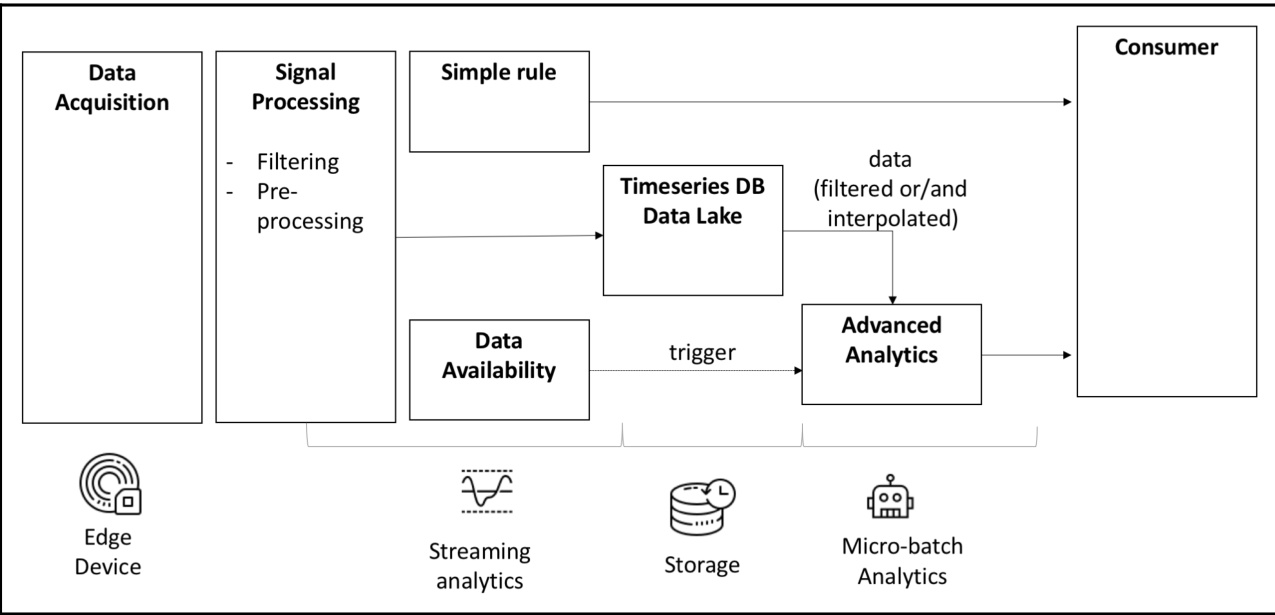 Data
Acquisition
Signal
Processing
- Filtering
- Pre-
processing
Simple rule
Timeseries DB
Data Lake
data
(filtered or/and
interpolated)
Consumer
Data
Availability
trigger
Advanced
Analytics
Edge
Device
Streaming
analytics
Storage
Micro-batch
Analytics